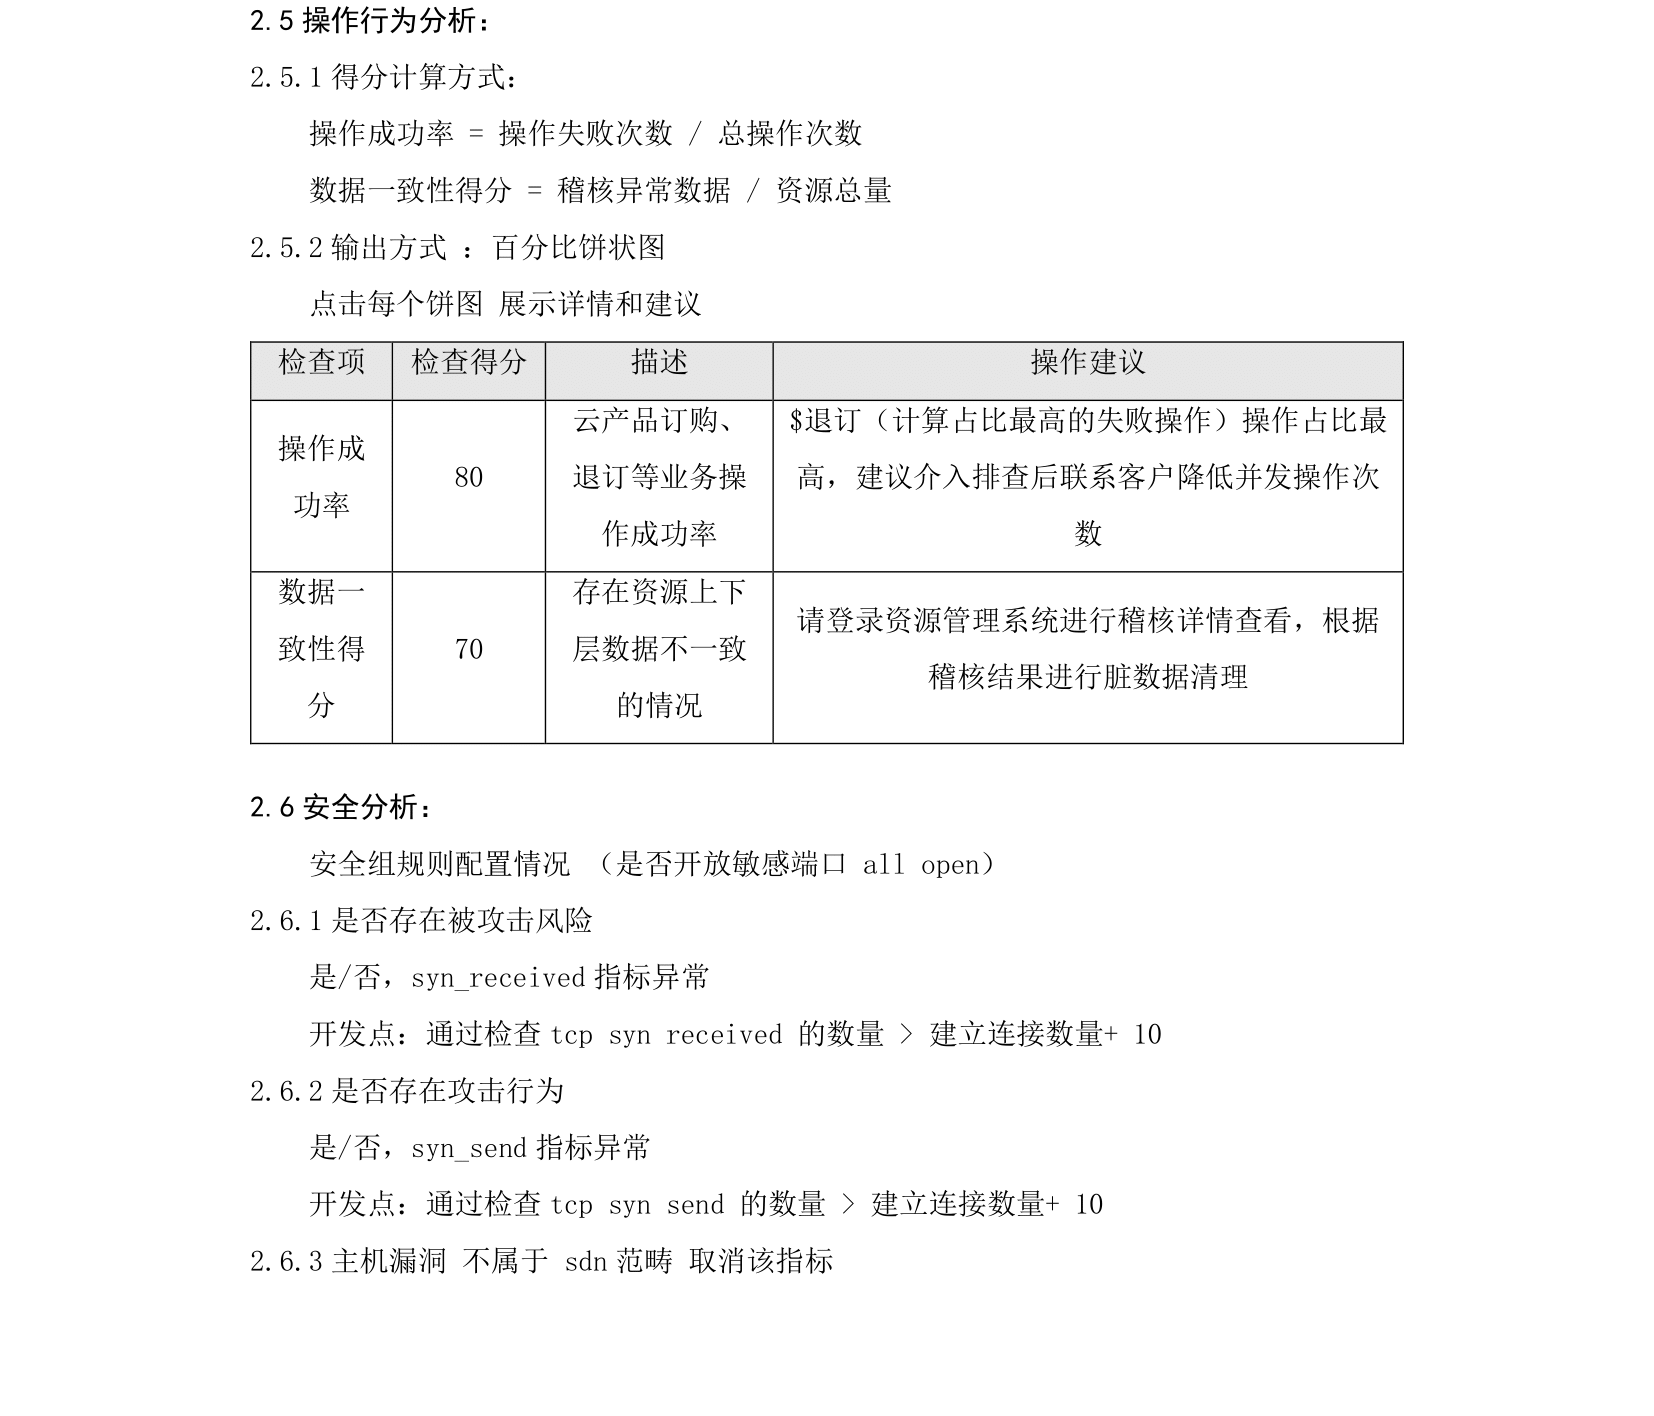 2.5 操作行为分析：
2.5.1 得分计算方式：
操作成功率 = 操作失败次数 / 总操作次数
数据一致性得分 = 稽核异常数据 / 资源总量
2.5.2 输出方式 ：百分比饼状图
点击每个饼图 展示详情和建议
检查项 检查得分 描述 操作建议
操作成
功率
80
云产品订购、
退订等业务操
作成功率
$退订（计算占比最高的失败操作）操作占比最
高，建议介入排查后联系客户降低并发操作次
数
数据一
致性得
分
70
存在资源上下
层数据不一致
的情况
请登录资源管理系统进行稽核详情查看，根据
稽核结果进行脏数据清理
2.6 安全分析：
安全组规则配置情况 （是否开放敏感端口 all open）
2.6.1 是否存在被攻击风险
是/否，syn_received 指标异常
开发点：通过检查 tcp syn received 的数量 > 建立连接数量+ 10
2.6.2 是否存在攻击行为
是/否，syn_send 指标异常
开发点：通过检查 tcp syn send 的数量 > 建立连接数量+ 10
2.6.3 主机漏洞 不属于 sdn 范畴 取消该指标